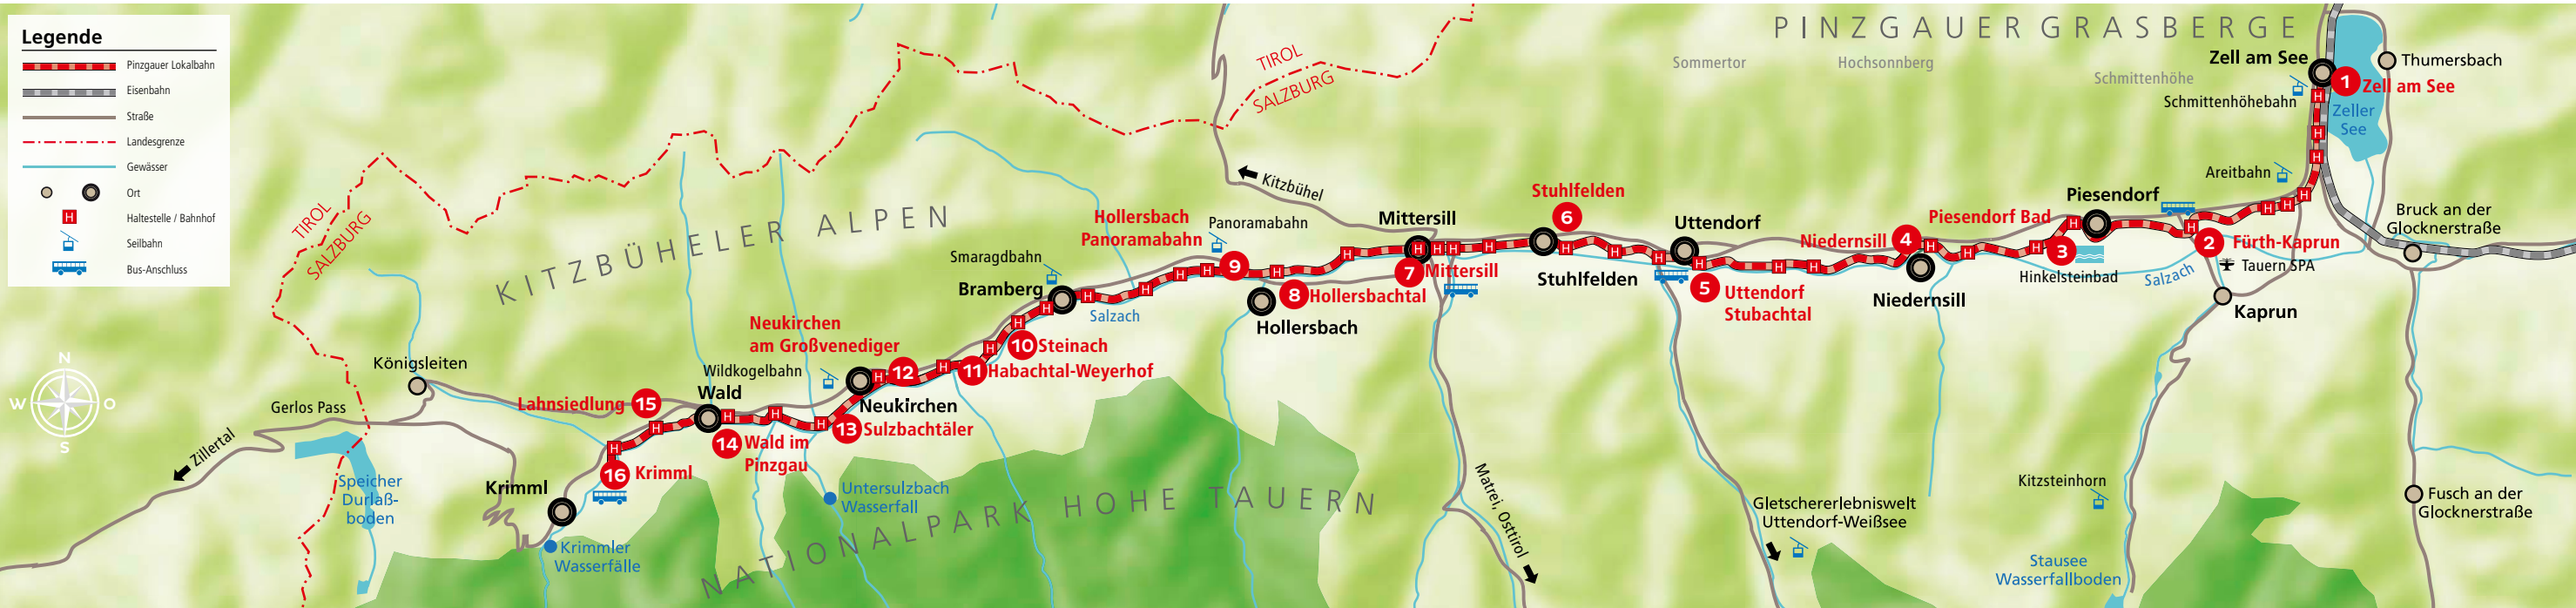 Legende
Pinzgauer Lokalbahn
Eisenbahn
Straße
Landesgrenze
Gewässer
Ort
H
Haltestelle / Bahnhof
Seilbahn
Bus-Anschluss
N
W
O
S
TIROL
SALZBURG
TIROL
SALZBURG
KITZBÜHELER ALPEN
PINZGAUER GRASBERGE
NATIONALPARK HOHE TAUERN
Sommertor
Hochsonnberg
Schmittenhöhe
Zell am See
1 Zell am See
Thumersbach
Schmittenhöhebahn
Zeller
See
Areitbahn
Bruck an der
Glocknerstraße
Piesendorf
2 Fürth-Kaprun
Tauern SPA
Salzach
Kaprun
Piesendorf Bad
3
Hinkelsteinbad
Niedernsill 4
Niedernsill
Uttendorf
5 Uttendorf
Stubachtal
Stuhlfelden
6
Stuhlfelden
Mittersill
7 Mittersill
Kitzbühel
Hollersbach
Panoramabahn
Panoramabahn
9
8 Hollersbachtal
Hollersbach
Smaragdbahn
Bramberg
Salzach
10 Steinach
11 Habachtal-Weyerhof
Neukirchen
am Großvenediger
12
Wildkogelbahn
Neukirchen
13 Sulzbachtäler
Wald
14 Wald im
Pinzgau
Lahnsiedlung 15
16 Krimml
Krimml
Königsleiten
Gerlos Pass
Zillertal
Speicher
Durlaß-
boden
Krimmler
Wasserfälle
Untersulzbach
Wasserfall
Matrei, Osttirol
Gletschererlebniswelt
Uttendorf-Weißsee
Kitzsteinhorn
Stausee
Wasserfallboden
Fusch an der
Glocknerstraße